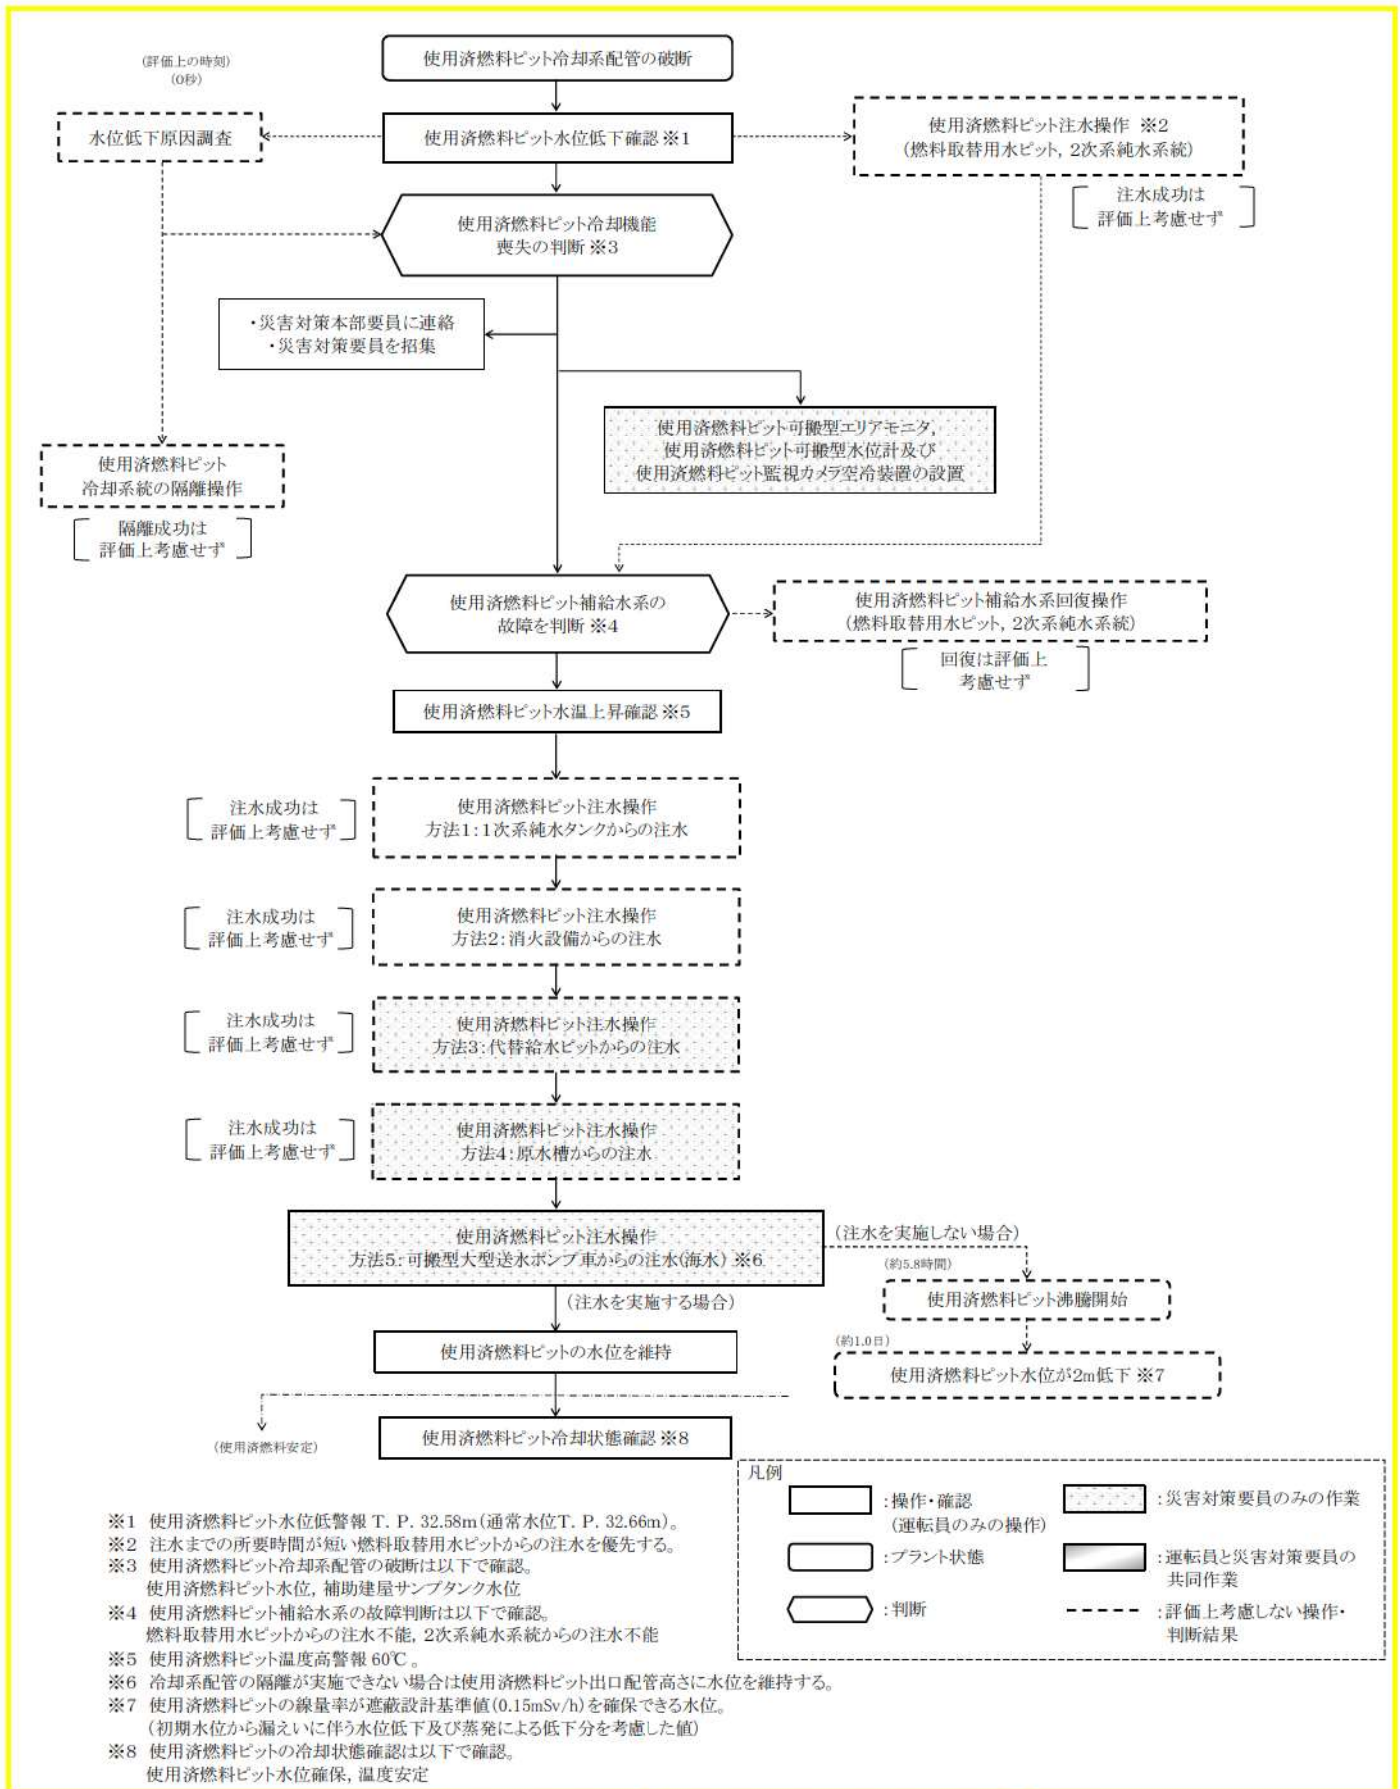 使用済燃料ピット冷却系配管の破断
(評価上の時刻)
(0秒)
水位低下原因調査
使用済燃料ピット水位低下確認 ※1
使用済燃料ピット注水操作 ※2
(燃料取替用水ピット, 2次系純水系統)
注水成功は
評価上考慮せず
使用済燃料ピット冷却機能
喪失の判断 ※3
・災害対策本部要員に連絡
・災害対策要員を招集
使用済燃料ピット可搬型エリアモニタ,
使用済燃料ピット可搬型水位計及び
使用済燃料ピット監視カメラ空冷装置の設置
使用済燃料ピット
冷却系統の隔離操作
隔離成功は
評価上考慮せず
使用済燃料ピット補給水系の
故障を判断 ※4
使用済燃料ピット補給水系回復操作
(燃料取替用水ピット, 2次系純水系統)
回復は評価上
考慮せず
使用済燃料ピット水温上昇確認 ※5
注水成功は
評価上考慮せず
使用済燃料ピット注水操作
方法1：1次系純水タンクからの注水
注水成功は
評価上考慮せず
使用済燃料ピット注水操作
方法2：消火設備からの注水
注水成功は
評価上考慮せず
使用済燃料ピット注水操作
方法3：代替給水ピットからの注水
注水成功は
評価上考慮せず
使用済燃料ピット注水操作
方法4：原水槽からの注水
使用済燃料ピット注水操作
方法5：可搬型大型送水ポンプ車からの注水(海水) ※6
(注水を実施しない場合)
(約5.8時間)
使用済燃料ピット沸騰開始
(注水を実施する場合)
(約1.0日)
使用済燃料ピットの水位を維持
使用済燃料ピット水位が2m低下 ※7
(使用済燃料安定)
使用済燃料ピット冷却状態確認 ※8
凡例
：操作・確認
(運転員のみの操作)
：災害対策要員のみの作業
：プラント状態
：運転員と災害対策要員の
共同作業
：判断
：評価上考慮しない操作・
判断結果
※1 使用済燃料ピット水位低警報 T. P. 32.58m(通常水位T. P. 32.66m)。
※2 注水までの所要時間が短い燃料取替用水ピットからの注水を優先する。
※3 使用済燃料ピット冷却系配管の破断は以下で確認。
使用済燃料ピット水位, 補助建屋サンプタンク水位
※4 使用済燃料ピット補給水系の故障判断は以下で確認。
燃料取替用水ピットからの注水不能, 2次系純水系統からの注水不能
※5 使用済燃料ピット温度高警報 60℃。
※6 冷却系配管の隔離が実施できない場合は使用済燃料ピット出口配管高さに水位を維持する。
※7 使用済燃料ピットの線量率が遮蔽設計基準値(0.15mSv/h)を確保できる水位。
(初期水位から漏えいに伴う水位低下及び蒸発による低下分を考慮した値)
※8 使用済燃料ピットの冷却状態確認は以下で確認。
使用済燃料ピット水位確保, 温度安定